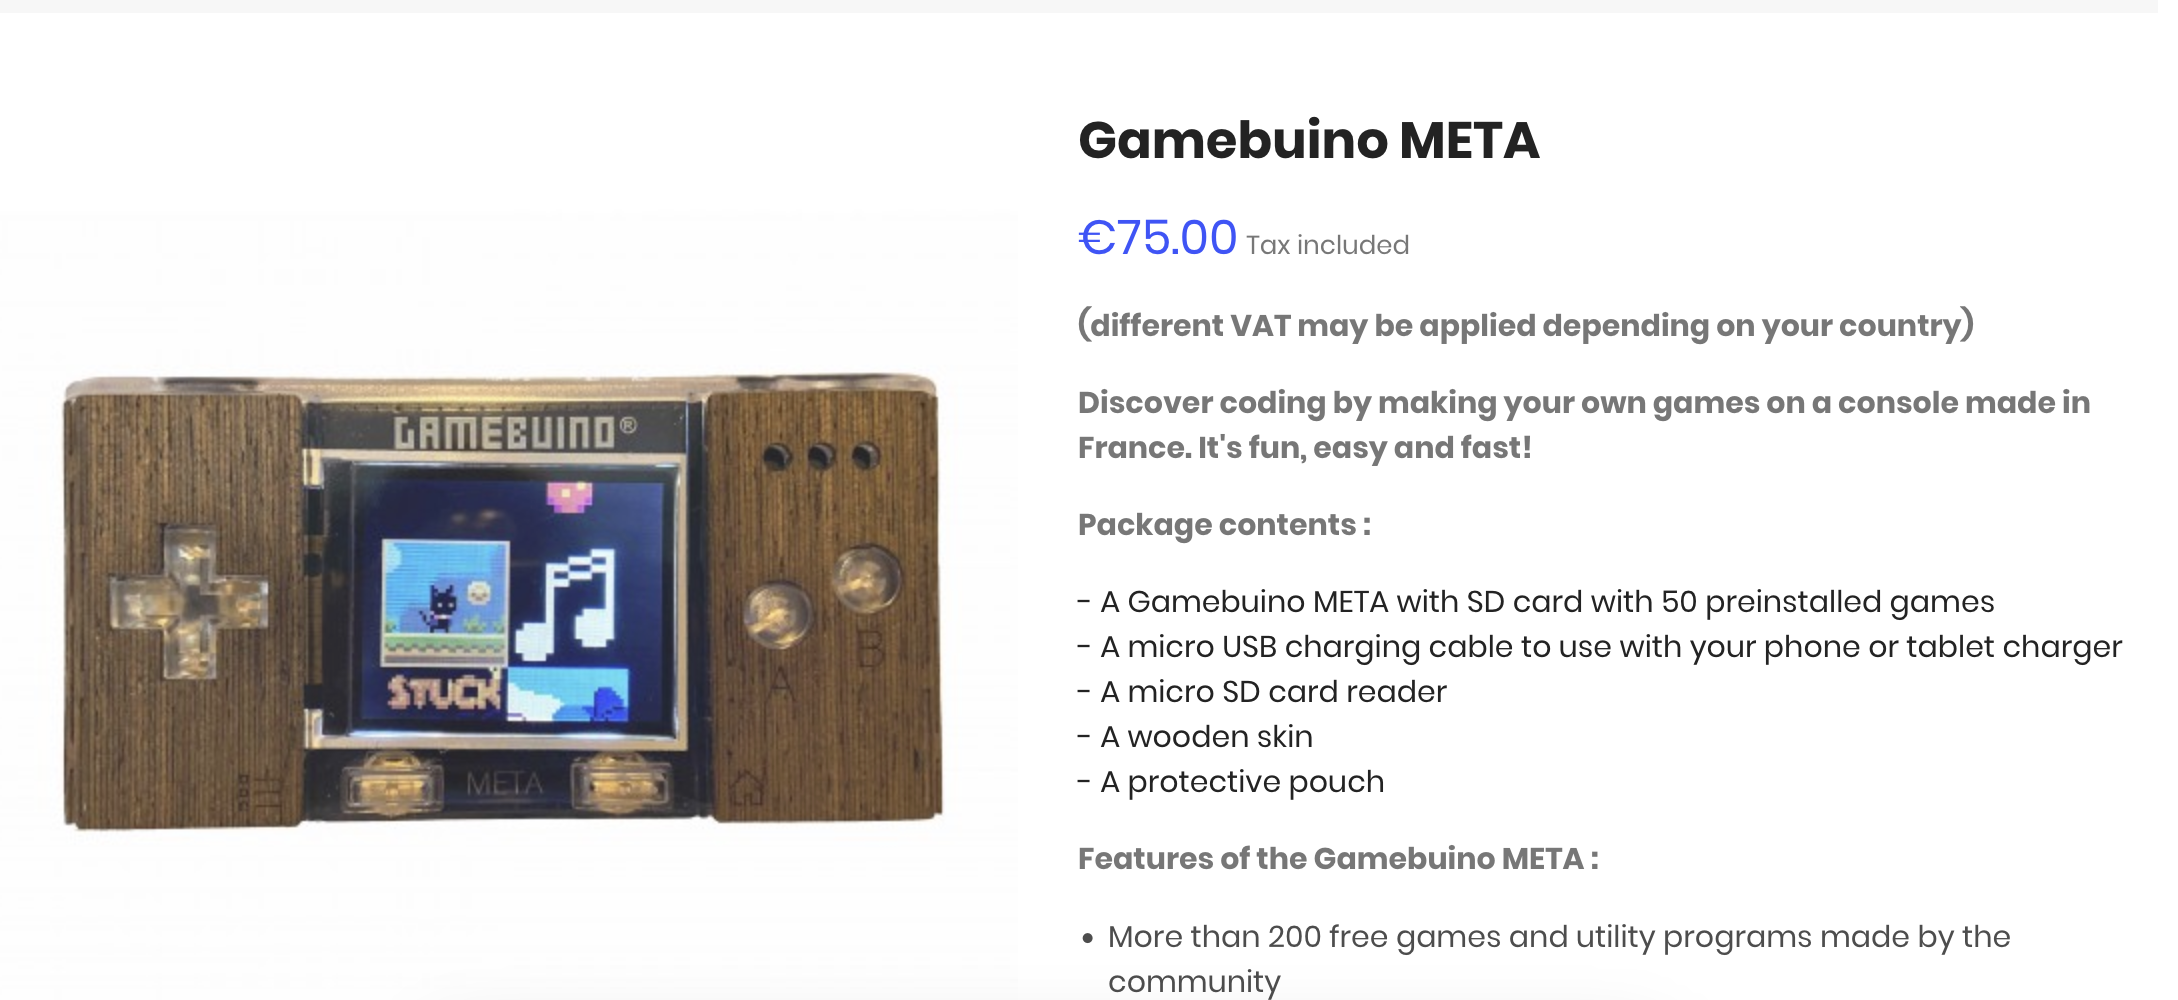 GAMEBUINO®
STUCK
META
A
B
Gamebuino META
€75.00 Tax included
(different VAT may be applied depending on your country)
Discover coding by making your own games on a console made in
France. It's fun, easy and fast!
Package contents :
- A Gamebuino META with SD card with 50 preinstalled games
- A micro USB charging cable to use with your phone or tablet charger
- A micro SD card reader
- A wooden skin
- A protective pouch
Features of the Gamebuino META :
• More than 200 free games and utility programs made by the
community